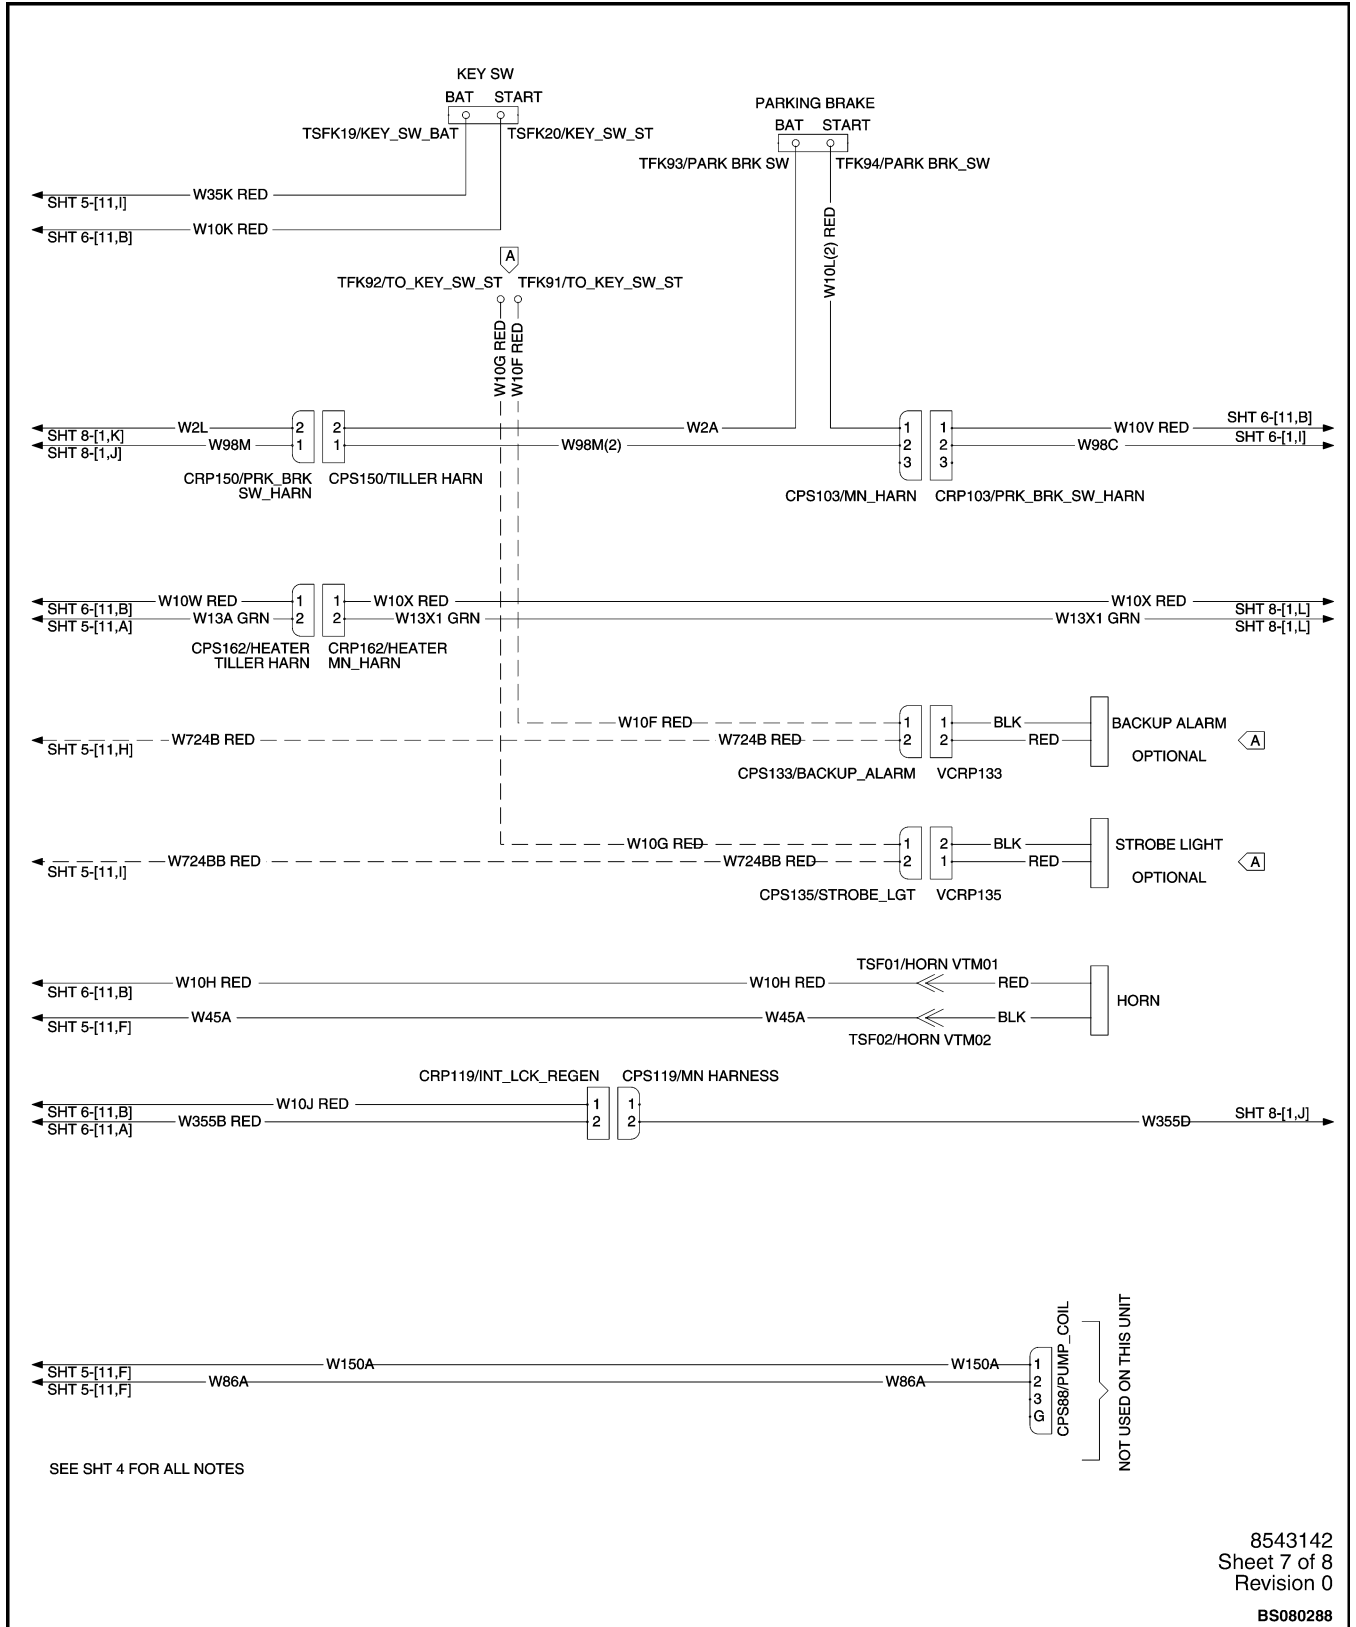 KEY SW
BAT START
TSFK19/KEY_SW_BAT TSFK20/KEY_SW_ST
PARKING BRAKE
BAT START
TFK93/PARK BRK SW TFK94/PARK BRK_SW
W35K RED
SHT 5-[11,I]
W10K RED
SHT 6-[11,B]
W10L(2) RED
A
TFK92/TO_KEY_SW_ST TFK91/TO_KEY_SW_ST
W10G RED
W10F RED
W2L 2 2 W2A 1 1 W10V RED SHT 6-[11,B]
SHT 8-[1,K]
W98M 1 1 W98M(2) 2 2 W98C SHT 6-[1,I]
SHT 8-[1,J]
3 3
CRP150/PRK_BRK CPS150/TILLER HARN
SW_HARN
CPS103/MN_HARN CRP103/PRK_BRK_SW_HARN
W10W RED 1 1 W10X RED W10X RED
SHT 6-[11,B] SHT 8-[1,L]
W13A GRN 2 2 W13X1 GRN W13X1 GRN
SHT 5-[11,A] SHT 8-[1,L]
CPS162/HEATER CRP162/HEATER
TILLER HARN MN_HARN
W10F RED 1 1 BLK BACKUP ALARM
W724B RED W724B RED 2 2 RED A
SHT 5-[11,H]
OPTIONAL
CPS133/BACKUP_ALARM VCRP133
W10G RED 1 2 BLK STROBE LIGHT
W724BB RED W724BB RED 2 1 RED A
SHT 5-[11,I]
OPTIONAL
CPS135/STROBE_LGT VCRP135
TSF01/HORN VTM01
W10H RED W10H RED RED
SHT 6-[11,B]
HORN
W45A W45A BLK
SHT 5-[11,F]
TSF02/HORN VTM02
CRP119/INT_LCK_REGEN CPS119/MN HARNESS
W10J RED 1 1
SHT 6-[11,B]
W355B RED 2 2 W355D SHT 8-[1,J]
SHT 6-[11,A]
W150A W150A 1
SHT 5-[11,F]
W86A W86A 2
SHT 5-[11,F]
3
G
CPS88/PUMP_COIL
NOT USED ON THIS UNIT
SEE SHT 4 FOR ALL NOTES
8543142
Sheet 7 of 8
Revision 0
BS080288